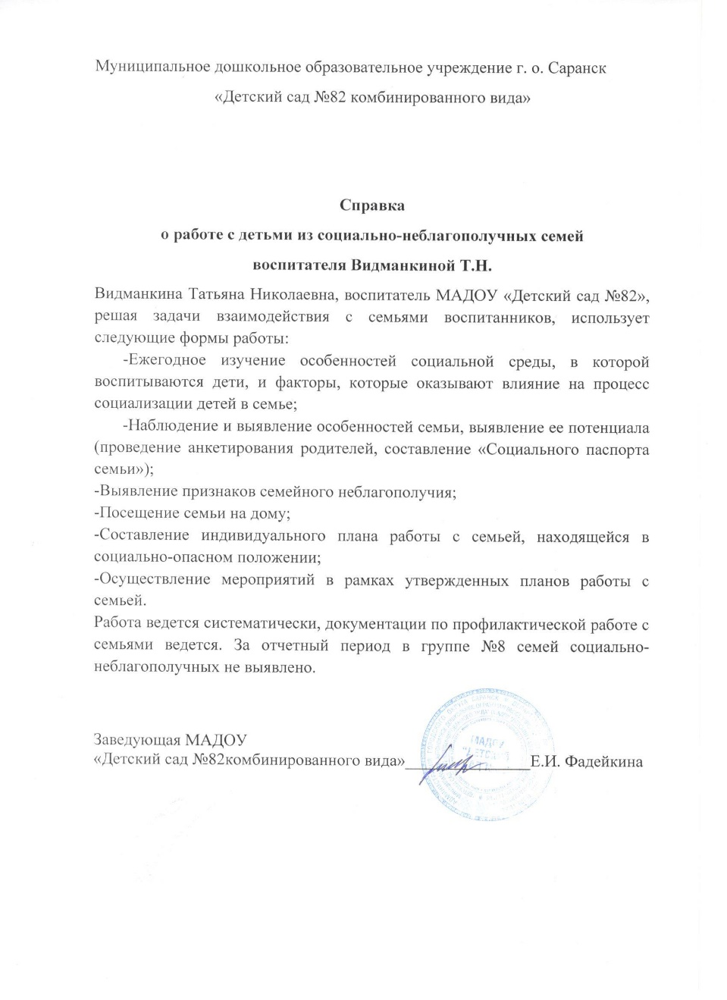 Муниципальное дошкольное образовательное учреждение г. о. Саранск
«Детский сад №82 комбинированного вида»
Справка
о работе с детьми из социально-неблагополучных семей
воспитателя Видманкиной Т.Н.
Видманкина Татьяна Николаевна, воспитатель МАДОУ «Детский сад №82»,
решая задачи взаимодействия с семьями воспитанников, использует
следующие формы работы:
-Ежегодное изучение особенностей социальной среды, в которой
воспитываются дети, и факторы, которые оказывают влияние на процесс
социализации детей в семье;
-Наблюдение и выявление особенностей семьи, выявление ее потенциала
(проведение анкетирования родителей, составление «Социального паспорта
семьи»);
-Выявление признаков семейного неблагополучия;
-Посещение семьи на дому;
-Составление индивидуального плана работы с семьей, находящейся в
социально-опасном положении;
-Осуществление мероприятий в рамках утвержденных планов работы с
семьей.
Работа ведется систематически, документации по профилактической работе с
семьями ведется. За отчетный период в группе №8 семей социально-
неблагополучных не выявлено.
Заведующая МАДОУ
«Детский сад №82комбинированного вида»_______________Е.И. Фадейкина
МАДОУ